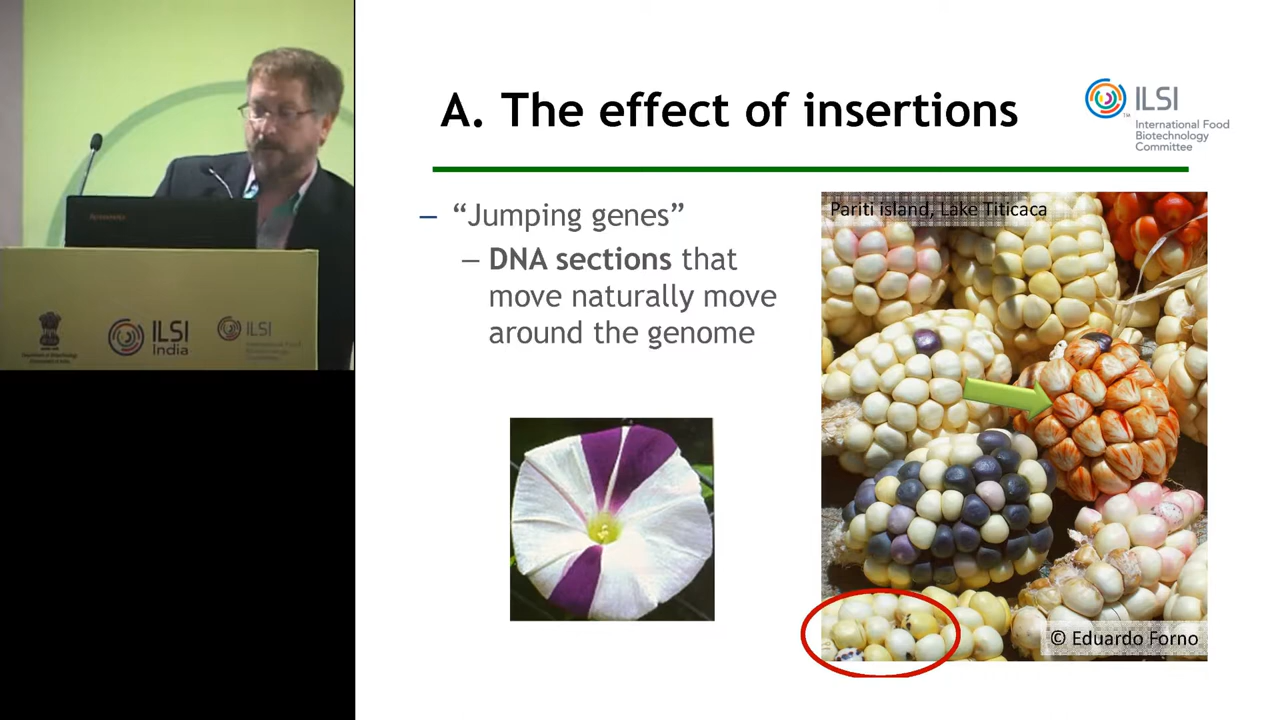 A. The effect of insertions
ILSI
TM
International Food
Biotechnology
Committee
– “Jumping genes”
– DNA sections that
move naturally move
around the genome
Pariti island, Lake Titicaca
© Eduardo Forno
ILSI
India
ILSI